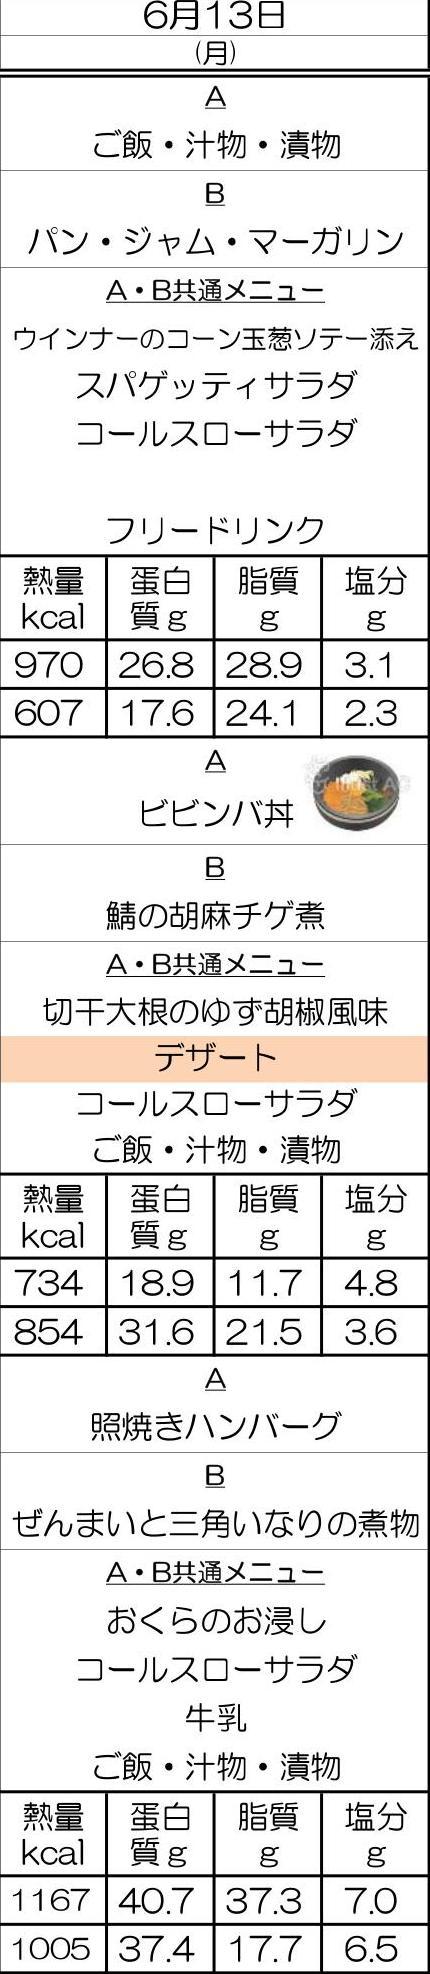 6月13日
(月)
A
ご飯・汁物・漬物
B
パン・ジャム・マーガリン
A・B共通メニュー
ウインナーのコーン玉葱ソテー添え
スパゲッティサラダ
コールスローサラダ
フリードリンク
熱量 蛋白 脂質 塩分
kcal 質g g g
970 26.8 28.9 3.1
607 17.6 24.1 2.3
A
ビビンバ丼
B
鯖の胡麻チゲ煮
A・B共通メニュー
切干大根のゆず胡椒風味
デザート
コールスローサラダ
ご飯・汁物・漬物
熱量 蛋白 脂質 塩分
kcal 質g g g
734 18.9 11.7 4.8
854 31.6 21.5 3.6
A
照焼きハンバーグ
B
ぜんまいと三角いなりの煮物
A・B共通メニュー
おくらのお浸し
コールスローサラダ
牛乳
ご飯・汁物・漬物
熱量 蛋白 脂質 塩分
kcal 質g g g
1167 40.7 37.3 7.0
1005 37.4 17.7 6.5